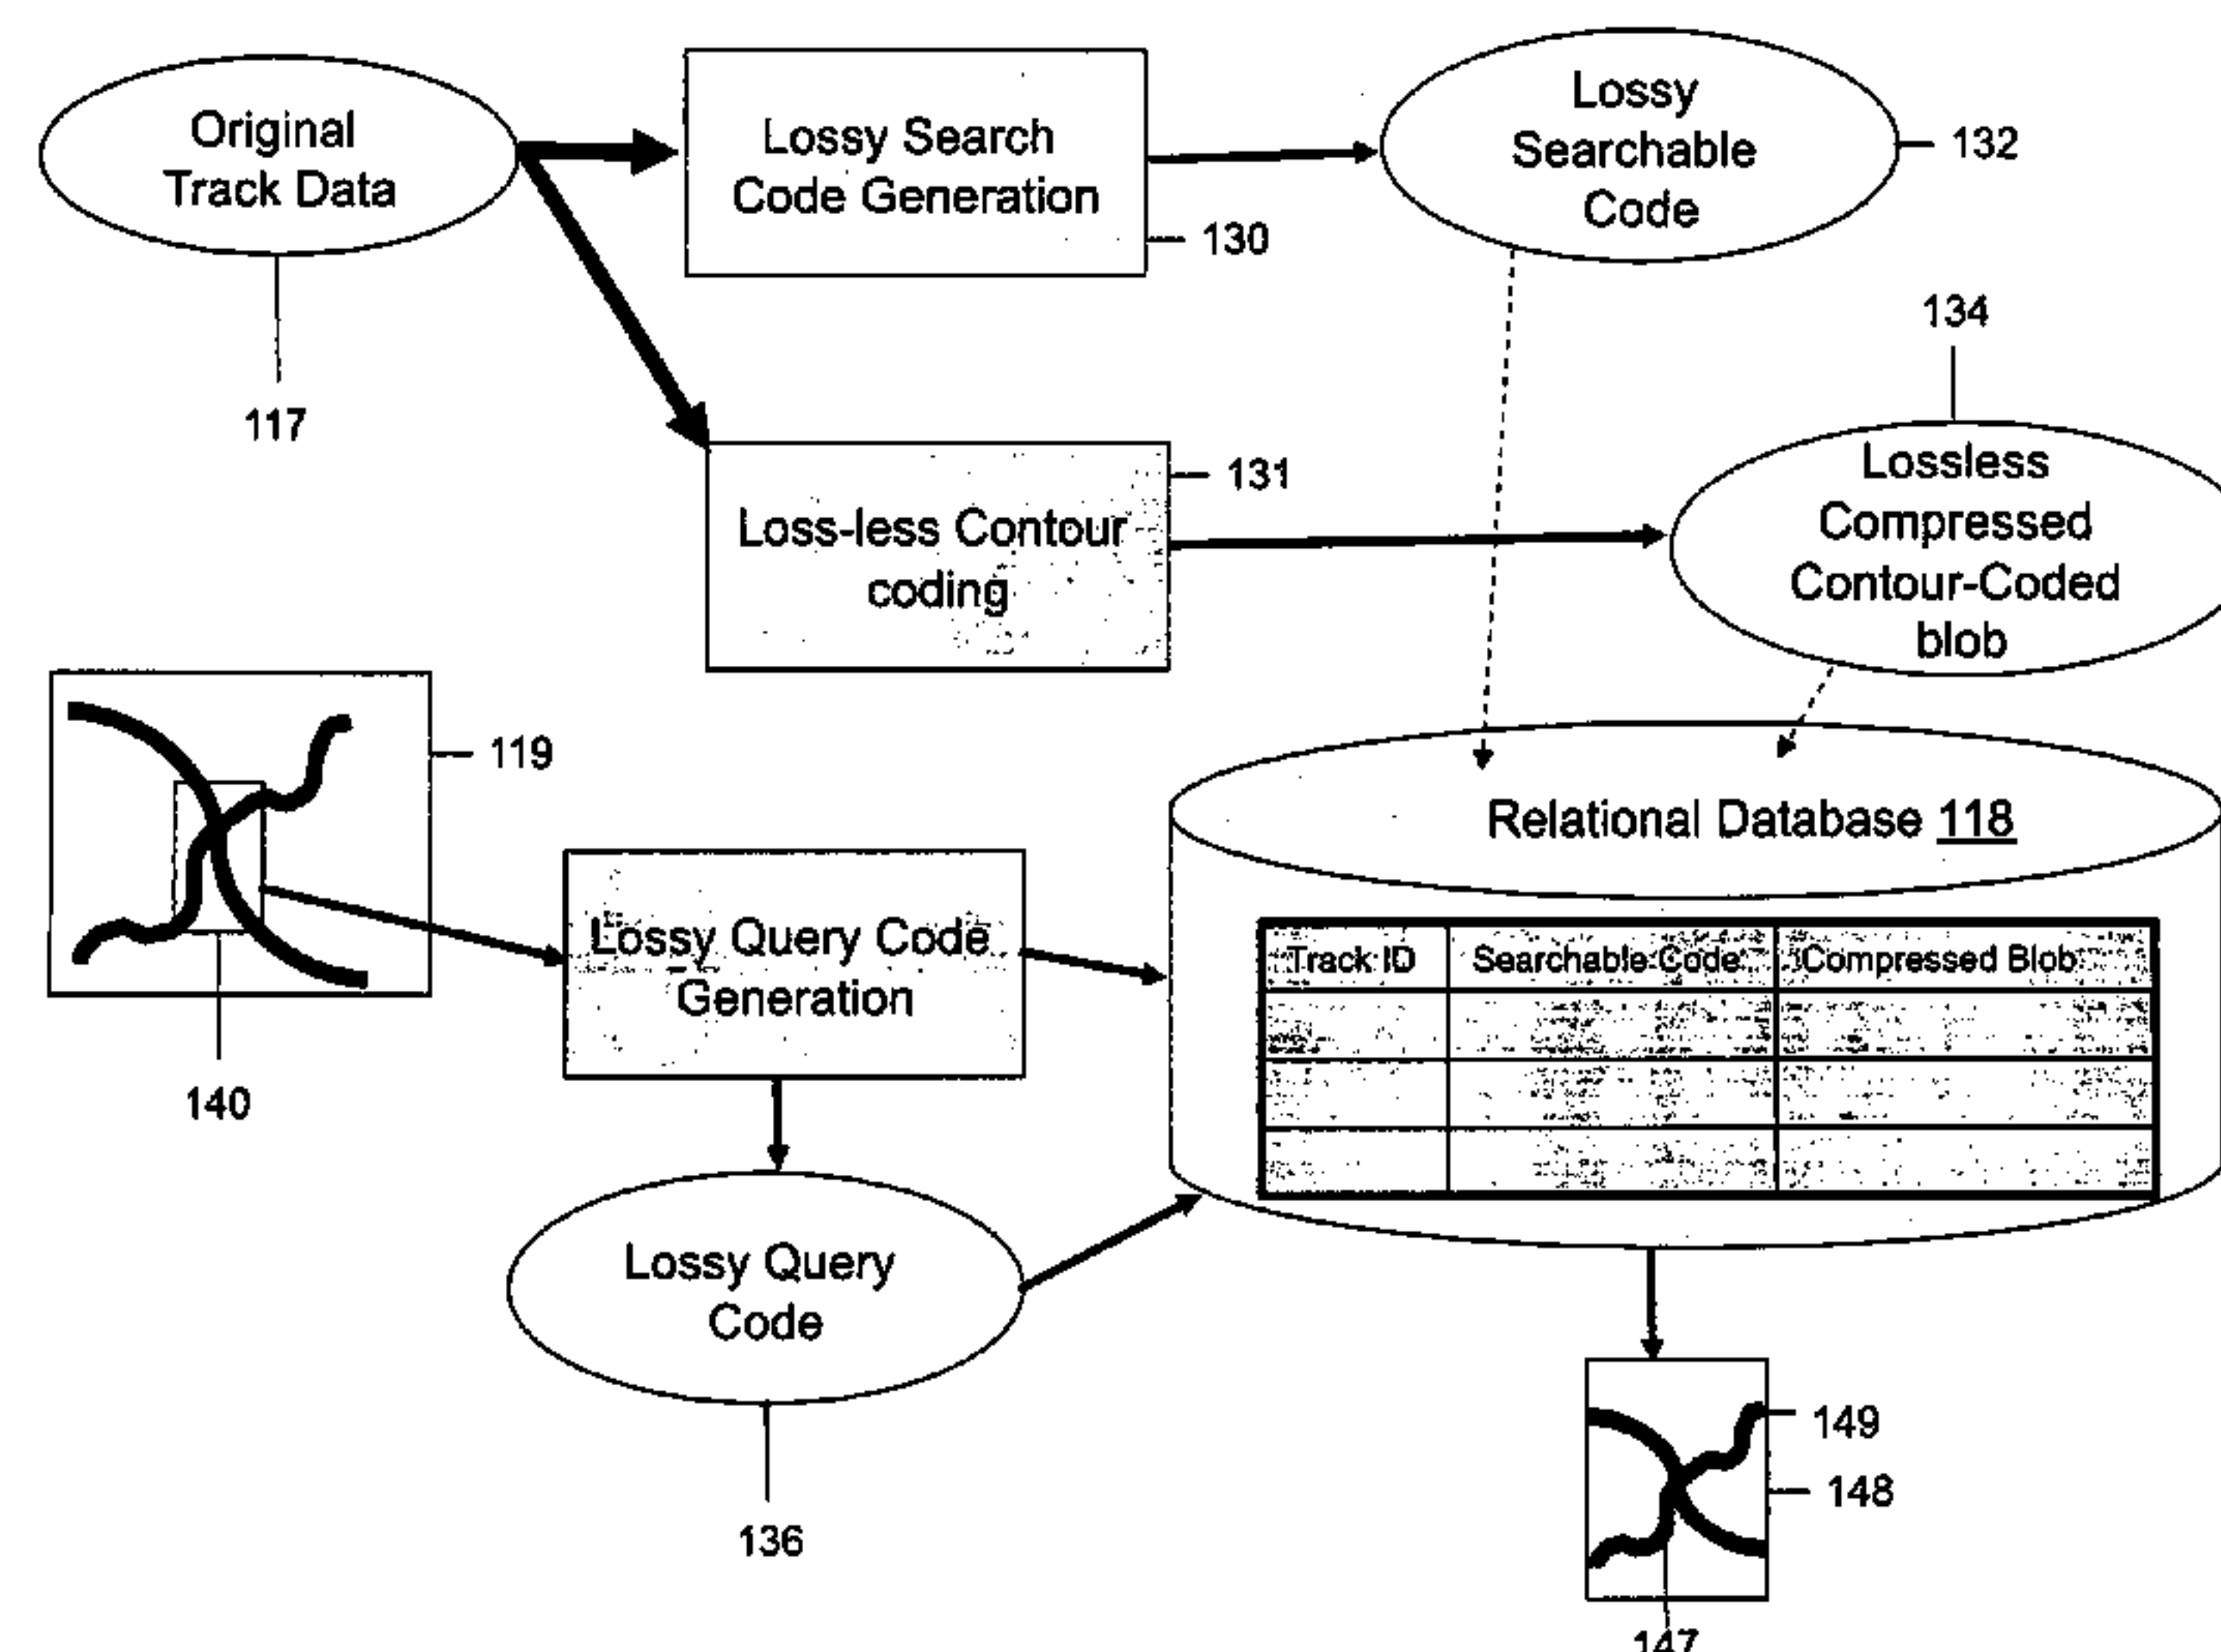 Original
Track Data
117
Lossy Search
Code Generation
130
Lossy
Searchable
Code
132
134
Loss-less Contour
coding
131
Lossless
Compressed
Contour-Coded
blob
119
140
Lossy Query Code
Generation
Relational Database 118
Track ID
Searchable Code
Compressed Blob
Lossy Query
Code
136
149
148
147